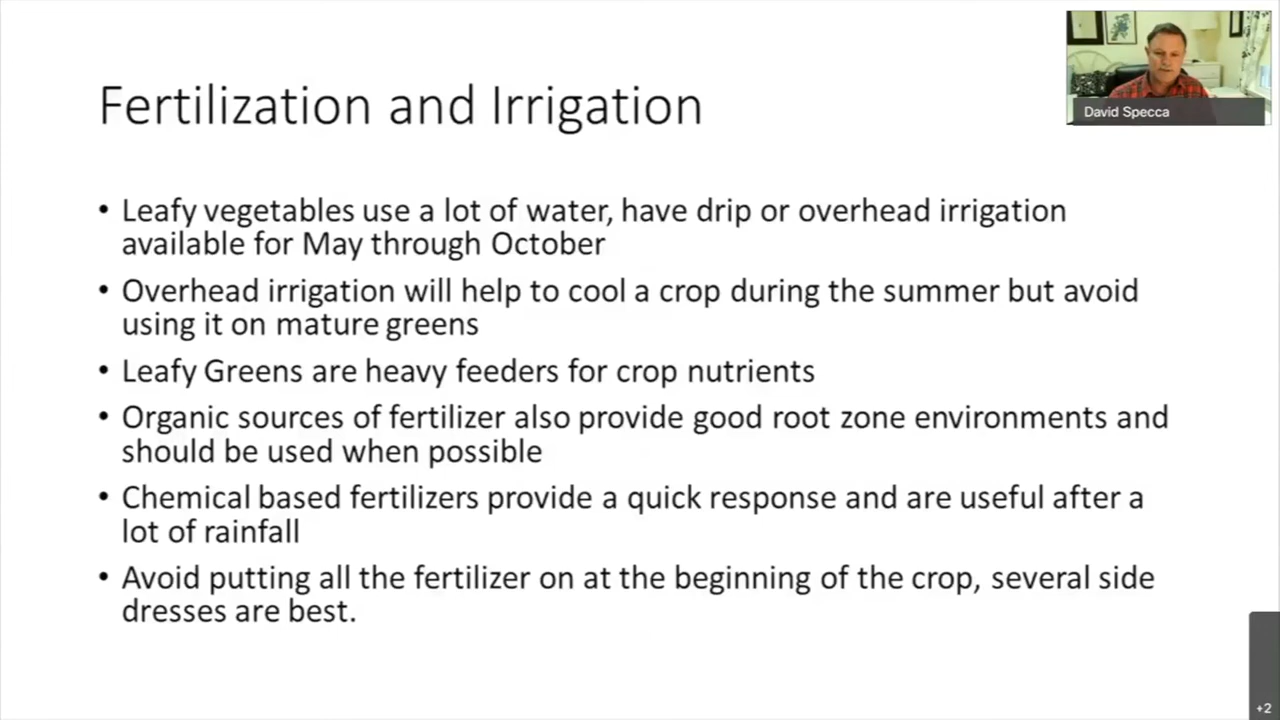 Fertilization and Irrigation
David Specca
• Leafy vegetables use a lot of water, have drip or overhead irrigation
available for May through October
• Overhead irrigation will help to cool a crop during the summer but avoid
using it on mature greens
• Leafy Greens are heavy feeders for crop nutrients
• Organic sources of fertilizer also provide good root zone environments and
should be used when possible
• Chemical based fertilizers provide a quick response and are useful after a
lot of rainfall
• Avoid putting all the fertilizer on at the beginning of the crop, several side
dresses are best.
+2